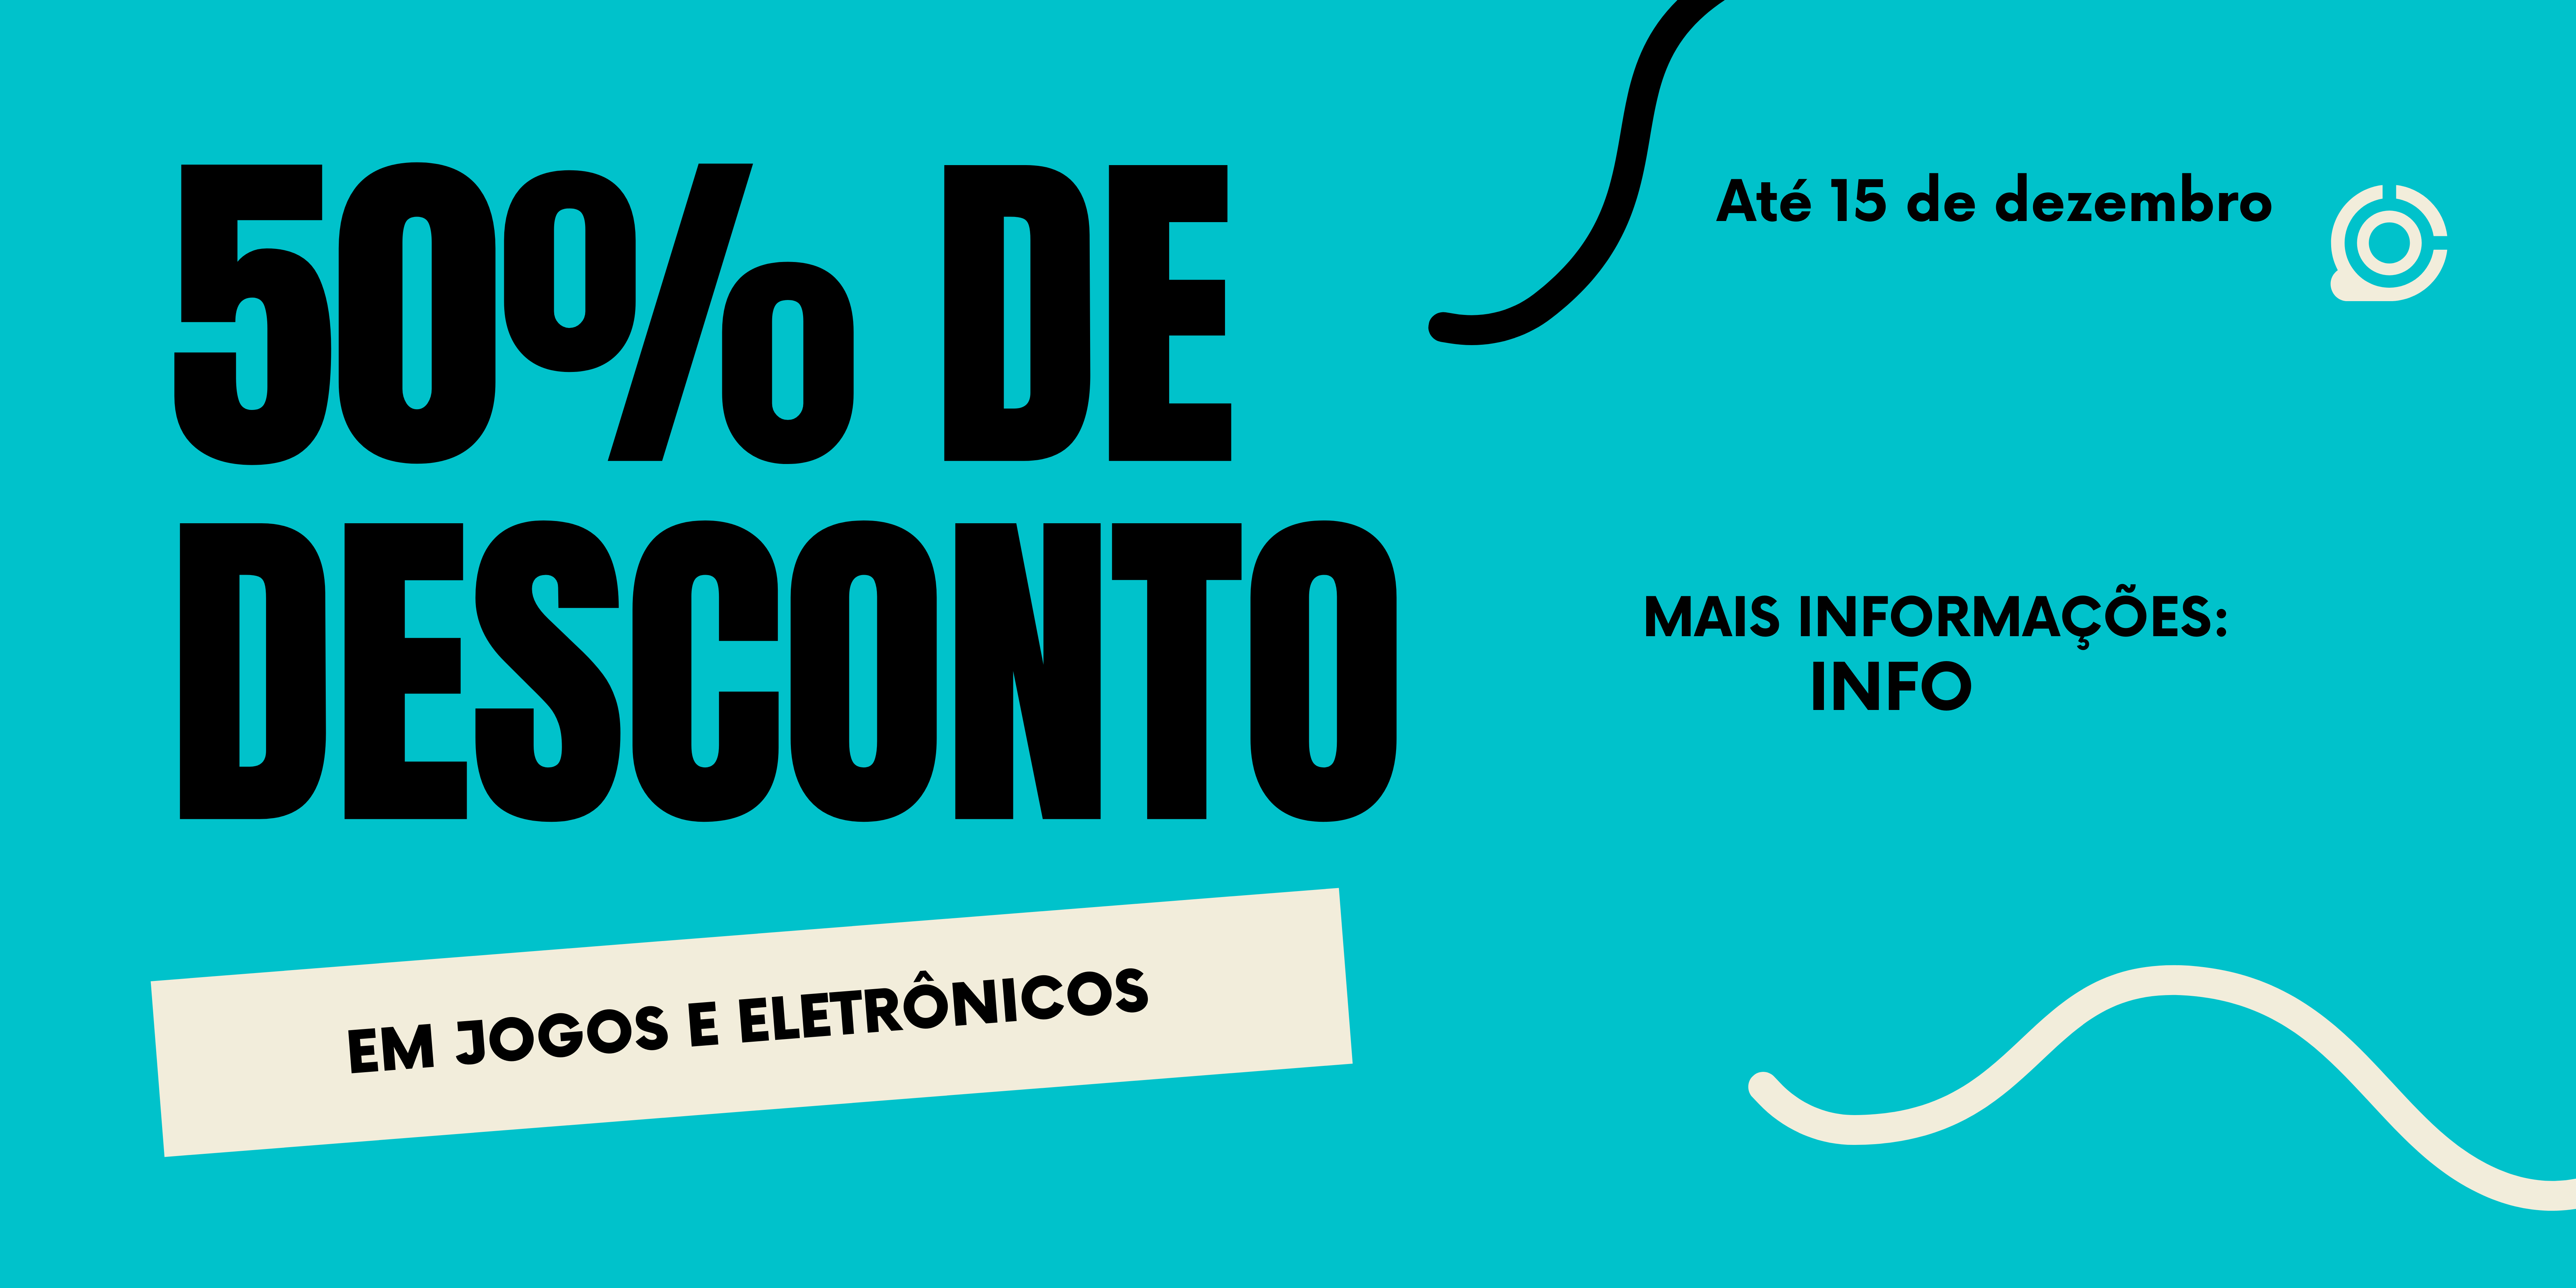 50% DE
DESCONTO
EM JOGOS E ELETRÔNICOS
Até 15 de dezembro
MAIS INFORMAÇÕES:
INFO